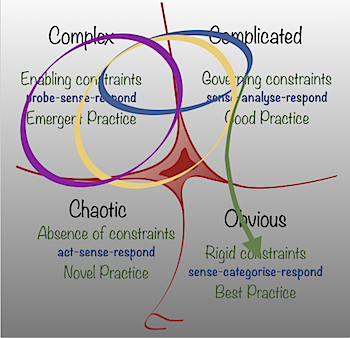 Complex
Enabling constraints
probe-sense-respond
Emergent Practice
Complicated
Governing constraints
sense-analyse-respond
Good Practice
Chaotic
Absence of constraints
act-sense-respond
Novel Practice
Obvious
Rigid constraints
sense-categorise-respond
Best Practice